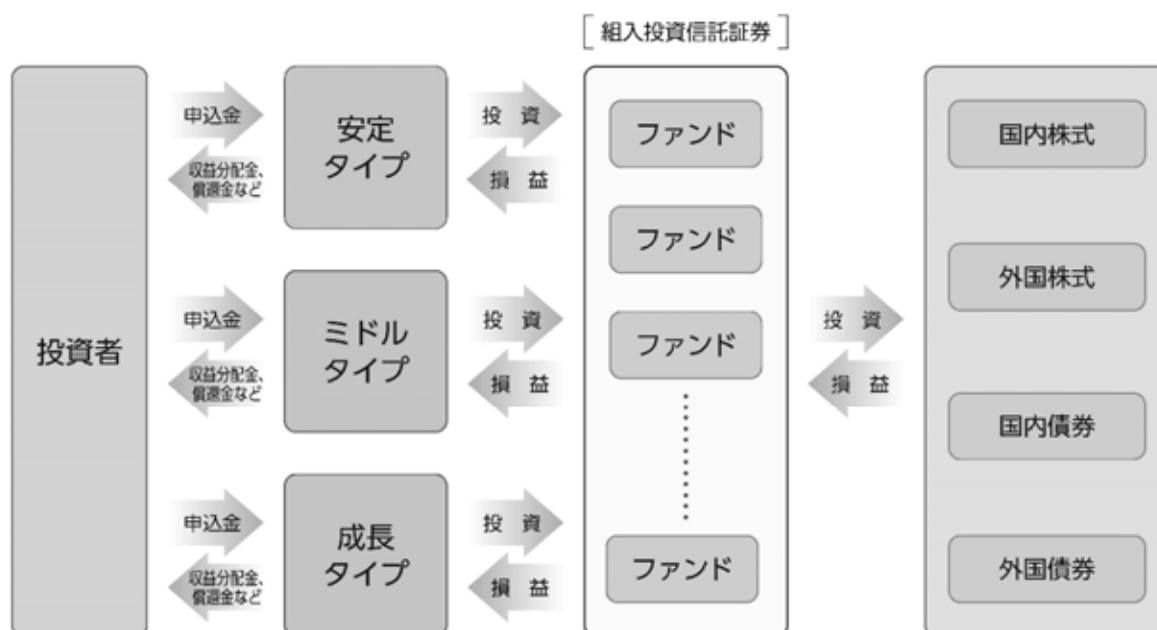 組入投資信託証券
投資者
申込金
収益分配金、
償還金など
安定
タイプ
投 資
損 益
申込金
収益分配金、
償還金など
ミドル
タイプ
投 資
損 益
申込金
収益分配金、
償還金など
成長
タイプ
投 資
損 益
ファンド
ファンド
ファンド
ファンド
投 資
損 益
国内株式
外国株式
国内債券
外国債券